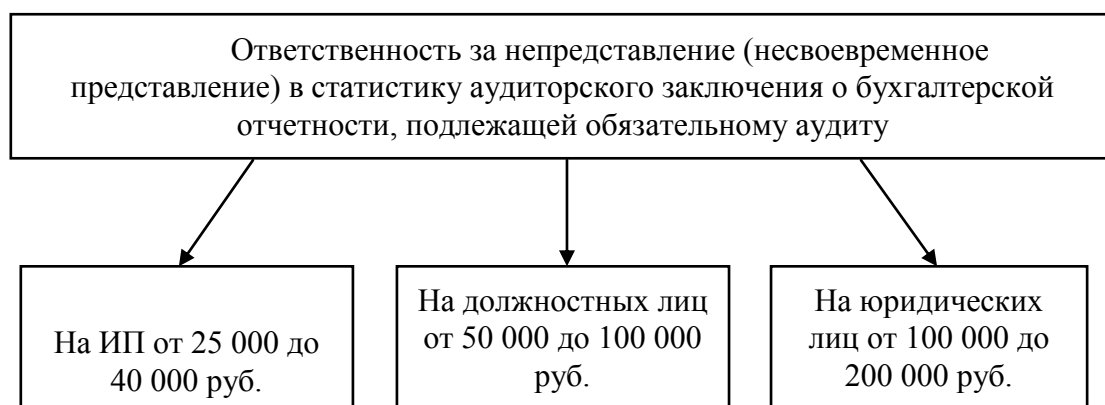 Ответственность за непредставление (несвоевременное
представление) в статистику аудиторского заключения о бухгалтерской
отчетности, подлежащей обязательному аудиту
На ИП от 25 000 до
40 000 руб.
На должностных лиц
от 50 000 до 100 000
руб.
На юридических
лиц от 100 000 до
200 000 руб.